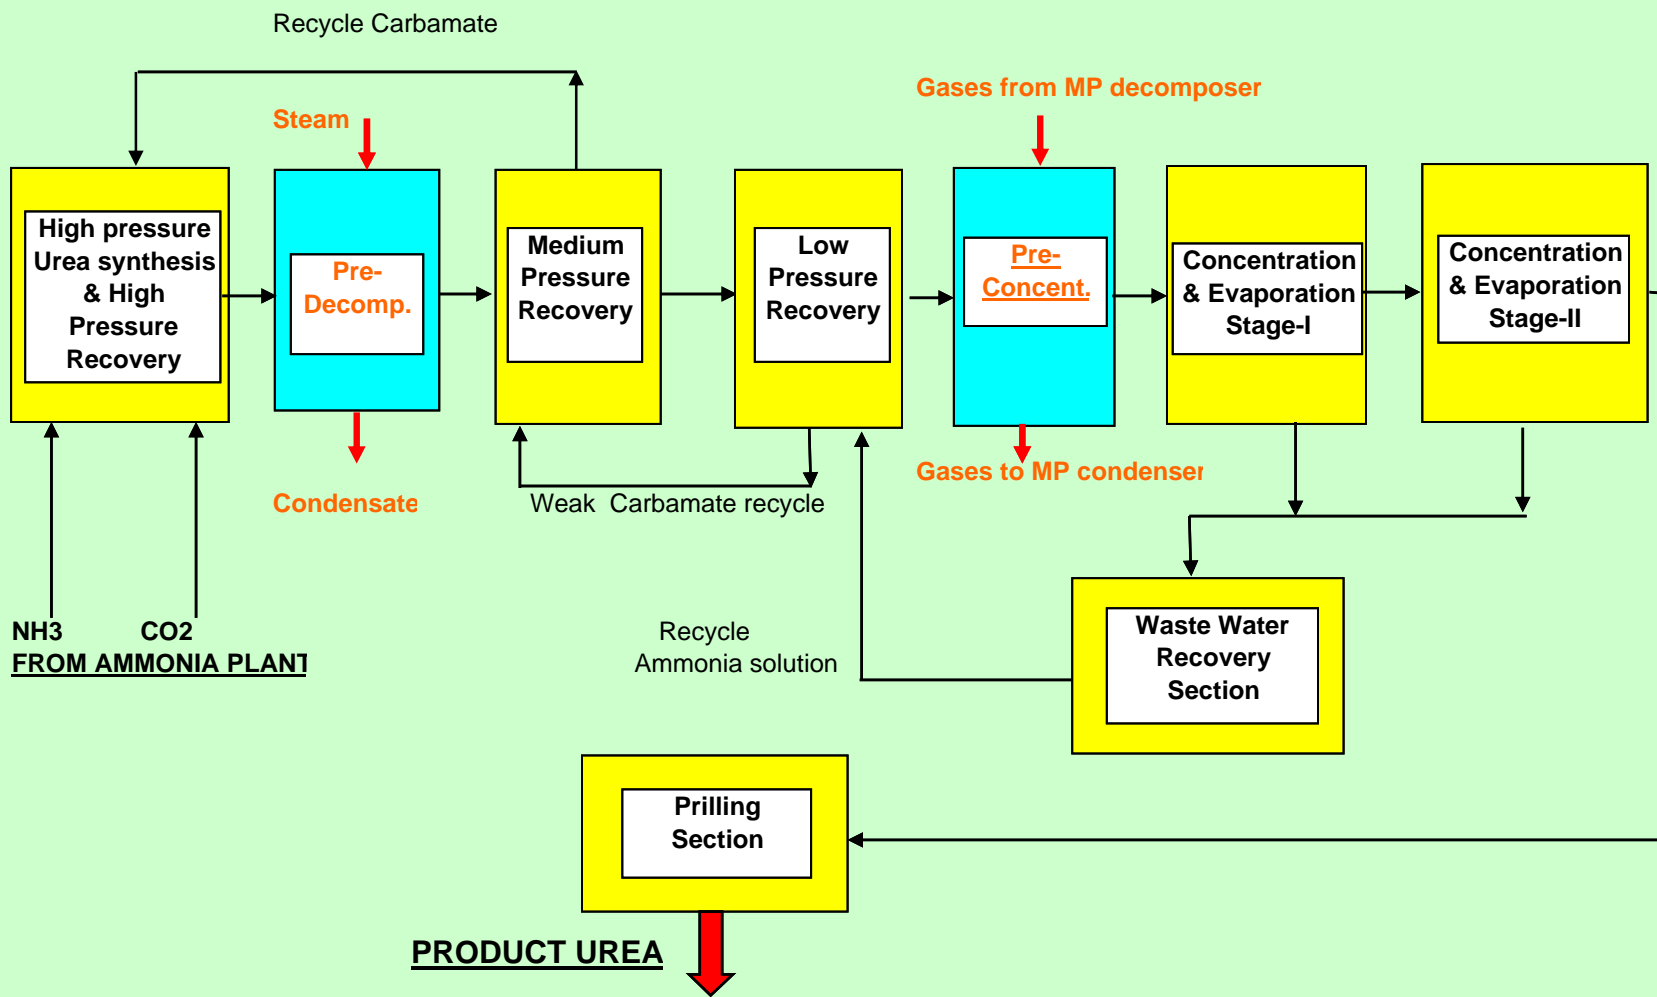 Recycle Carbamate
Gases from MP decomposer
Steam
High pressure
Urea synthesis
& High
Pressure
Recovery
Pre-
Decomp.
Medium
Pressure
Recovery
Low
Pressure
Recovery
Pre-
Concent.
Concentration
& Evaporation
Stage-I
Concentration
& Evaporation
Stage-II
Condensate
Weak Carbamate recycle
Gases to MP condenser
NH3 CO2
FROM AMMONIA PLANT
Recycle
Ammonia solution
Waste Water
Recovery
Section
Prilling
Section
PRODUCT UREA